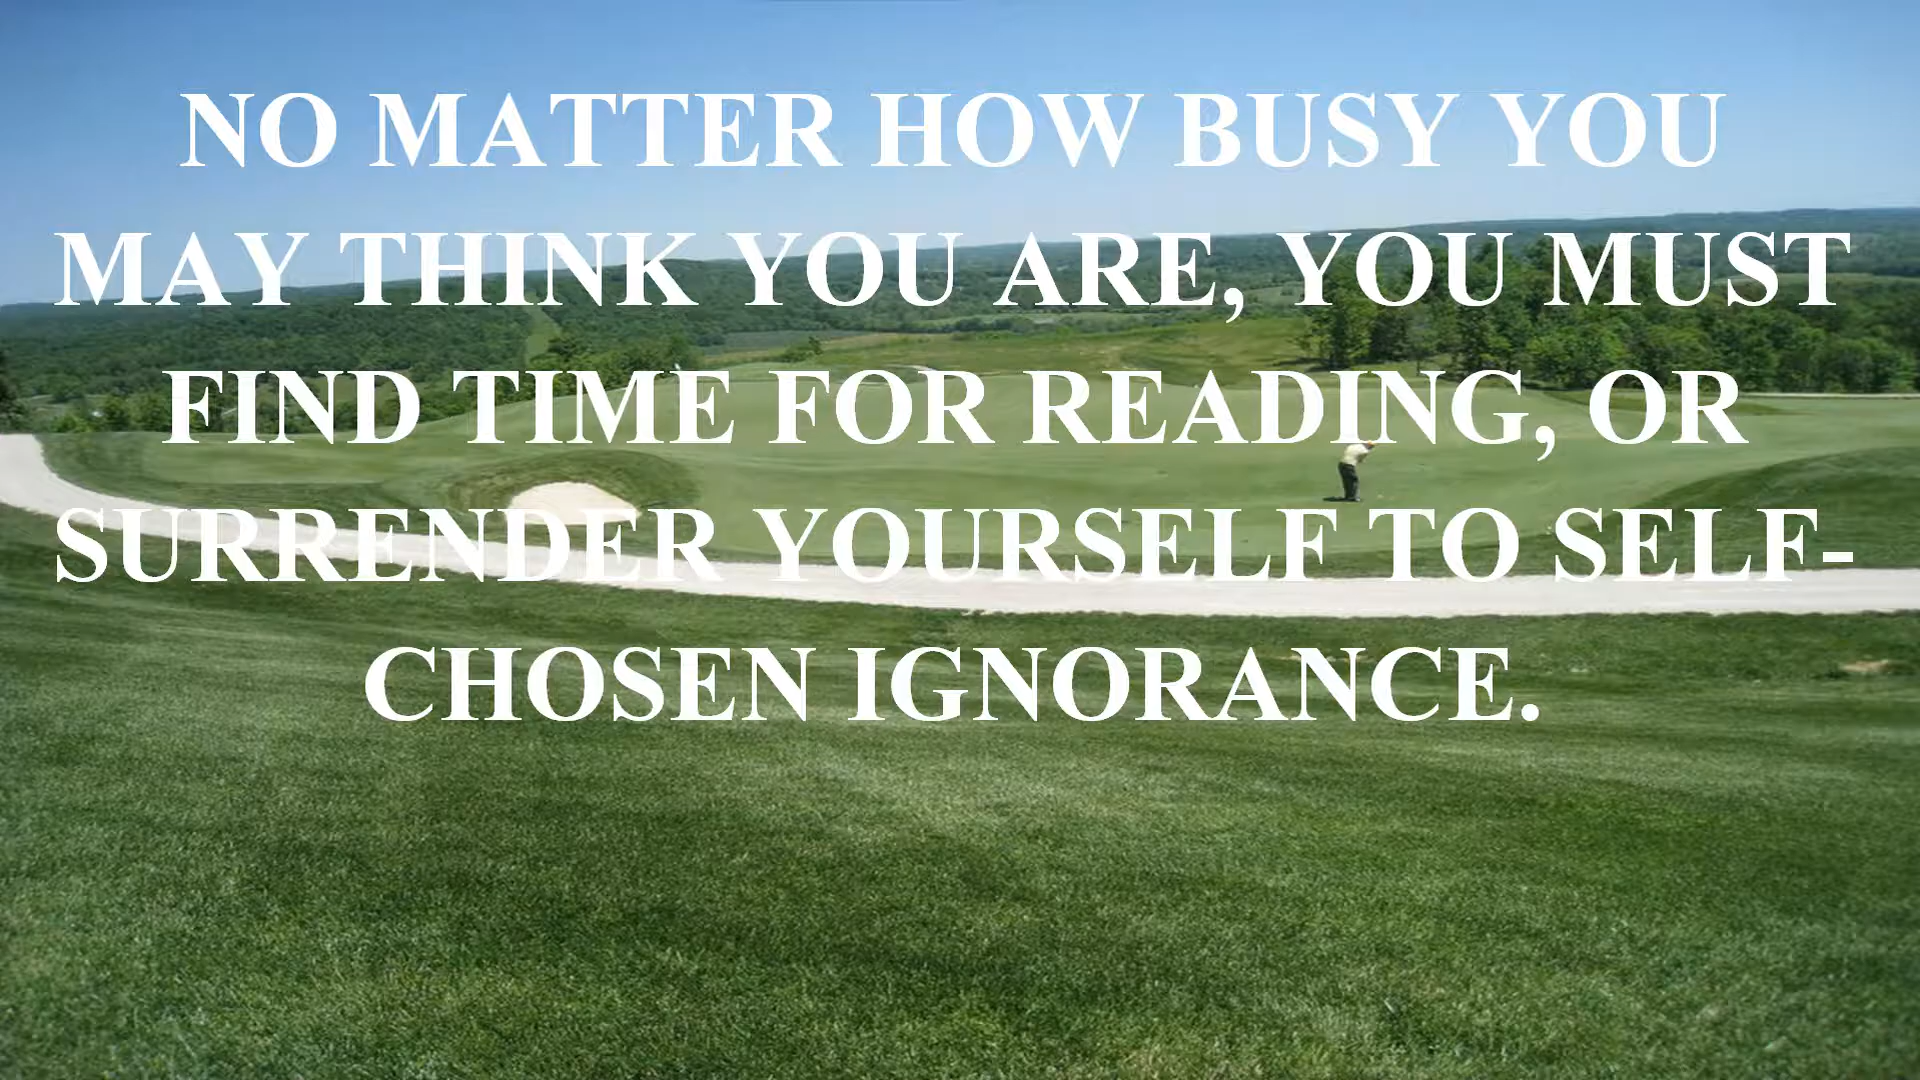 NO MATTER HOW BUSY YOU
MAY THINK YOU ARE, YOU MUST
FIND TIME FOR READING, OR
SURRENDER YOURSELF TO SELF-
CHOSEN IGNORANCE.